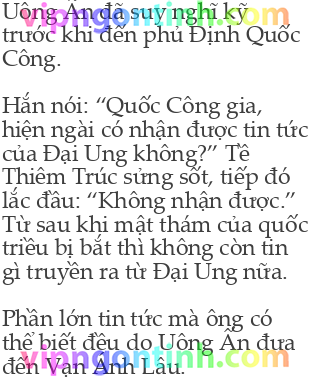 Uông Ấn đã suy nghĩ kỹ
trước khi đến phủ Định Quốc
Công.
Hắn nói: “Quốc Công gia,
hiện ngài có nhận được tin tức
của Đại Ung không?” Tề
Thiêm Trúc sửng sốt, tiếp đó
lắc đầu: “Không nhận được.”
Từ sau khi mật thám của quốc
triều bị bắt thì không còn tin
gì truyền ra từ Đại Ung nữa.
Phần lớn tin tức mà ông có
thể biết đều do Uông Ấn đưa
đến Vạn Anh Lâu.
vipngontinh.com
vipngontinh.com